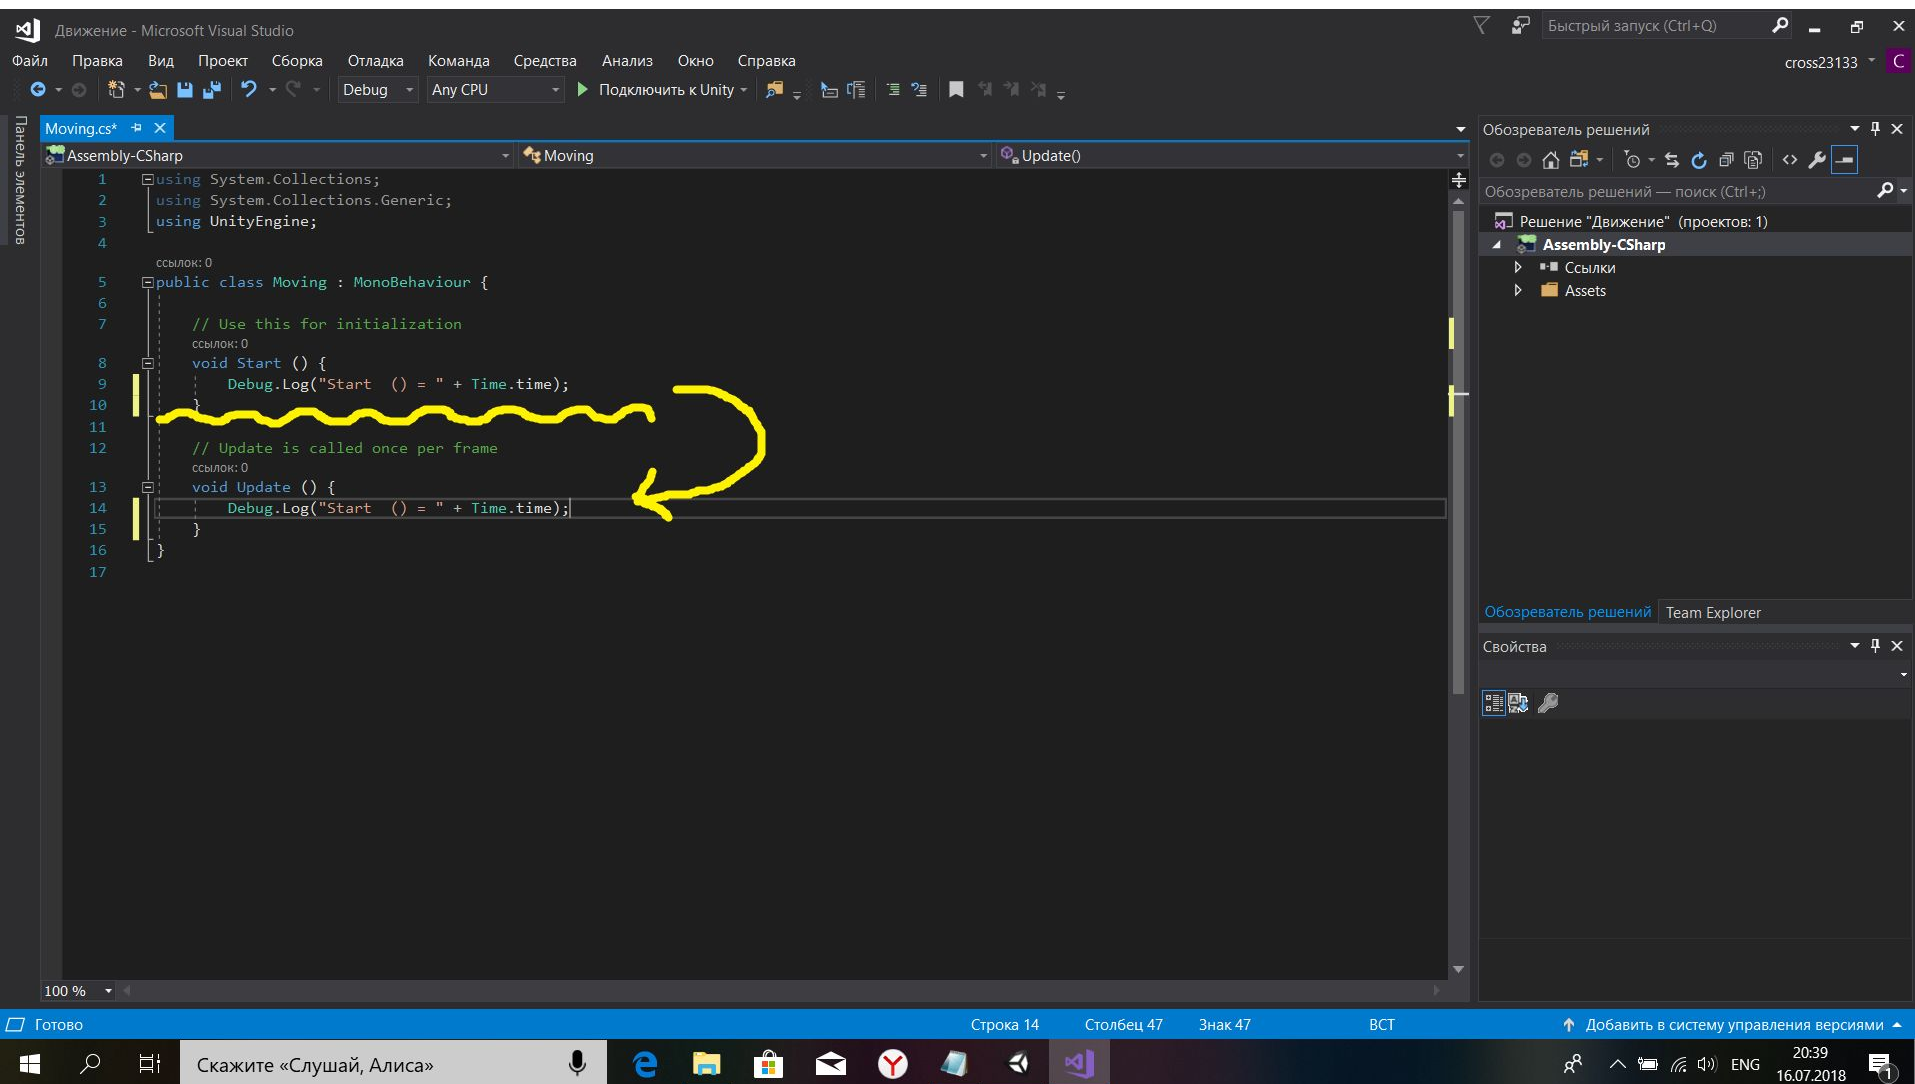 Движение - Microsoft Visual Studio
Быстрый запуск (Ctrl+Q)
Файл Правка Вид Проект Сборка Отладка Команда Средства Анализ Окно Справка
cross23133 C
Debug Any CPU Подключить к Unity
Панель элементов
Moving.cs*
Assembly-CSharp Moving Update()
1 using System.Collections;
2 using System.Collections.Generic;
3 using UnityEngine;
4
ссылок: 0
5 public class Moving : MonoBehaviour {
6
7 // Use this for initialization
ссылок: 0
8 void Start () {
9 Debug.Log("Start  () = " + Time.time);
10 }
11
12 // Update is called once per frame
ссылок: 0
13 void Update () {
14 Debug.Log("Start  () = " + Time.time);
15 }
16 }
17
100 %
Обозреватель решений
Обозреватель решений — поиск (Ctrl+;)
Решение "Движение" (проектов: 1)
Assembly-CSharp
Ссылки
Assets
Обозреватель решений Team Explorer
Свойства
Готово Строка 14 Столбец 47 Знак 47 ВСТ Добавить в систему управления версиями
Скажите «Слушай, Алиса»
ENG
20:39
16.07.2018
1